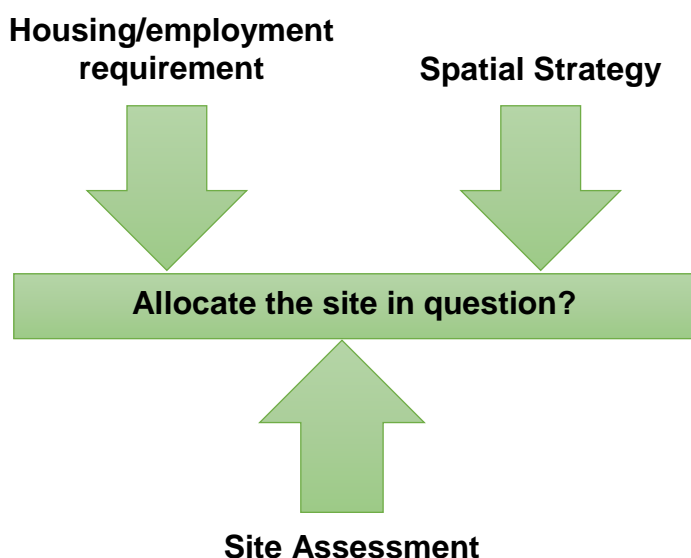 Housing/employment
requirement
Spatial Strategy
Allocate the site in question?
Site Assessment